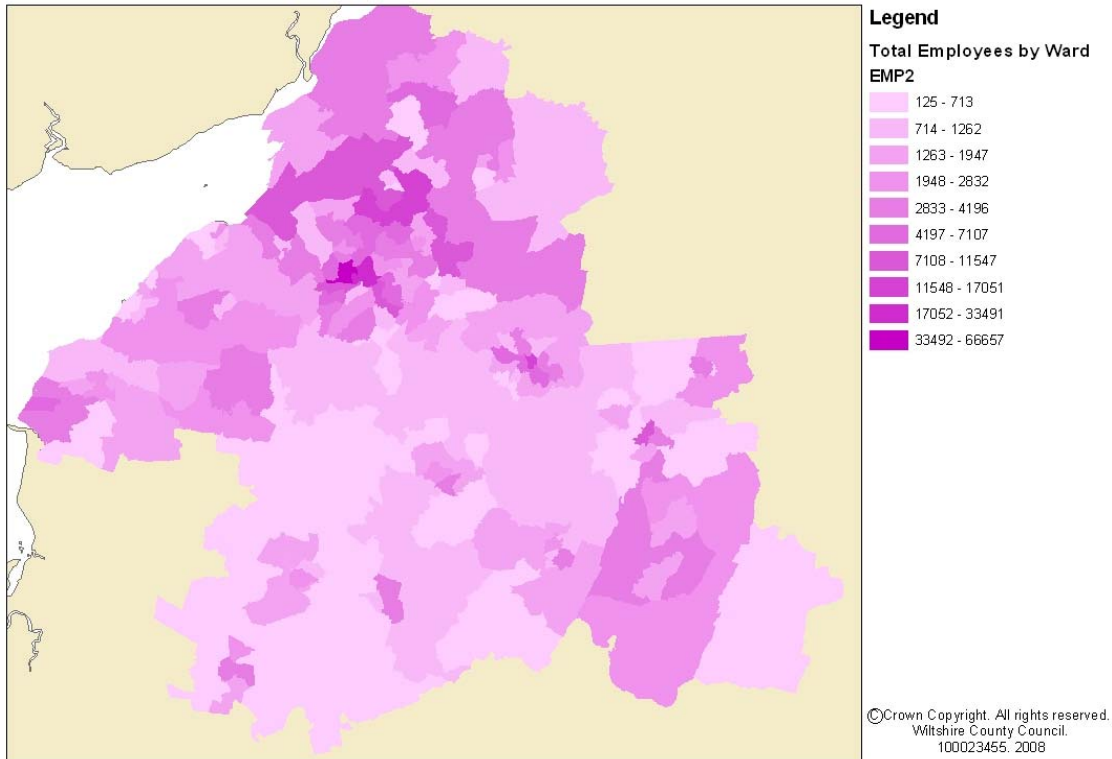 Legend
Total Employees by Ward
EMP2
125 - 713
714 - 1262
1263 - 1947
1948 - 2832
2833 - 4196
4197 - 7107
7108 - 11547
11548 - 17051
17052 - 33491
33492 - 66657
©Crown Copyright. All rights reserved.
Wiltshire County Council.
100023455. 2008